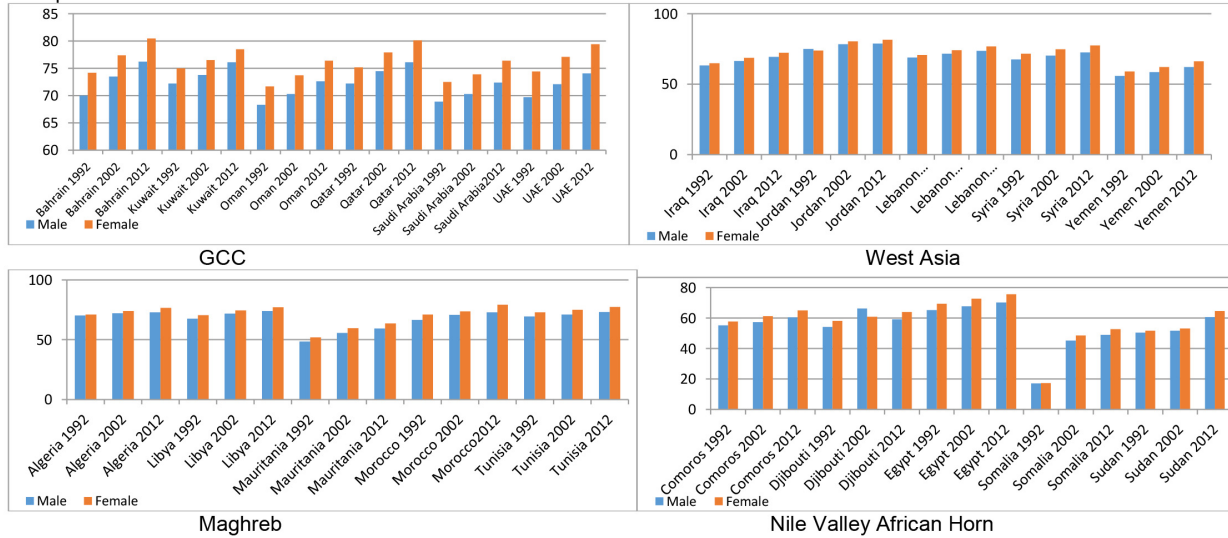 85
80
75
70
65
60
Bahrain 1992
Bahrain 2002
Bahrain 2012
Kuwait 1992
Kuwait 2002
Kuwait 2012
Oman 1992
Oman 2002
Oman 2012
Qatar 1992
Qatar 2002
Qatar 2012
Saudi Arabia 1992
Saudi Arabia 2002
Saudi Arabia2012
UAE 1992
UAE 2002
UAE 2012
Male Female
GCC
100
50
0
Iraq 1992
Iraq 2002
Iraq 2012
Jordan 1992
Jordan 2002
Jordan 2012
Lebanon...
Lebanon...
Lebanon...
Syria 1992
Syria 2002
Syria 2012
Yemen 1992
Yemen 2002
Yemen 2012
Male Female
West Asia
100
50
0
Algeria 1992
Algeria 2002
Algeria 2012
Libya 1992
Libya 2002
Libya 2012
Mauritania 1992
Mauritania 2002
Mauritania 2012
Morocco 1992
Morocco 2002
Morocco2012
Tunisia 1992
Tunisia 2002
Tunisia 2012
Male Female
Maghreb
80
60
40
20
0
Comoros 1992
Comoros 2002
Comoros 2012
Djibouti 1992
Djibouti 2002
Djibouti 2012
Egypt 1992
Egypt 2002
Egypt 2012
Somalia 1992
Somalia 2002
Somalia 2012
Sudan 1992
Sudan 2002
Sudan 2012
Male Female
Nile Valley African Horn